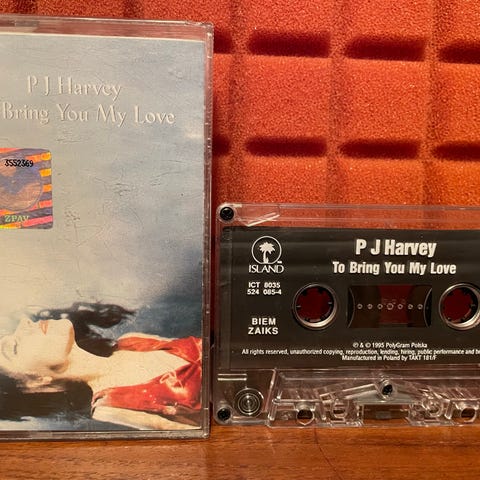 P J Harvey
Bring You My Love
3552369
ZPAV
ISLAND
ICT 8035
524 085-4
BIEM
ZAIKS
P J Harvey
To Bring You My Love
℗ & © 1995 PolyGram Polska
All rights reserved, unauthorized copying, reproduction, lending, hiring, public performance and
Manufactured in Poland by TAKT 181/F